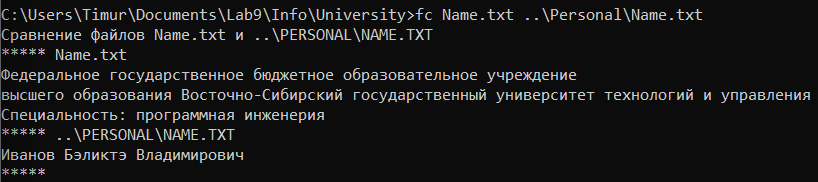 C:\Users\Timur\Documents\Lab9\Info\University>fc Name.txt ..\Personal\Name.txt
Сравнение файлов Name.txt и ..\PERSONAL\NAME.TXT
***** Name.txt
Федеральное государственное бюджетное образовательное учреждение
высшего образования Восточно-Сибирский государственный университет технологий и управления
Специальность: программная инженерия
***** ..\PERSONAL\NAME.TXT
Иванов Бэликтэ Владимирович
*****